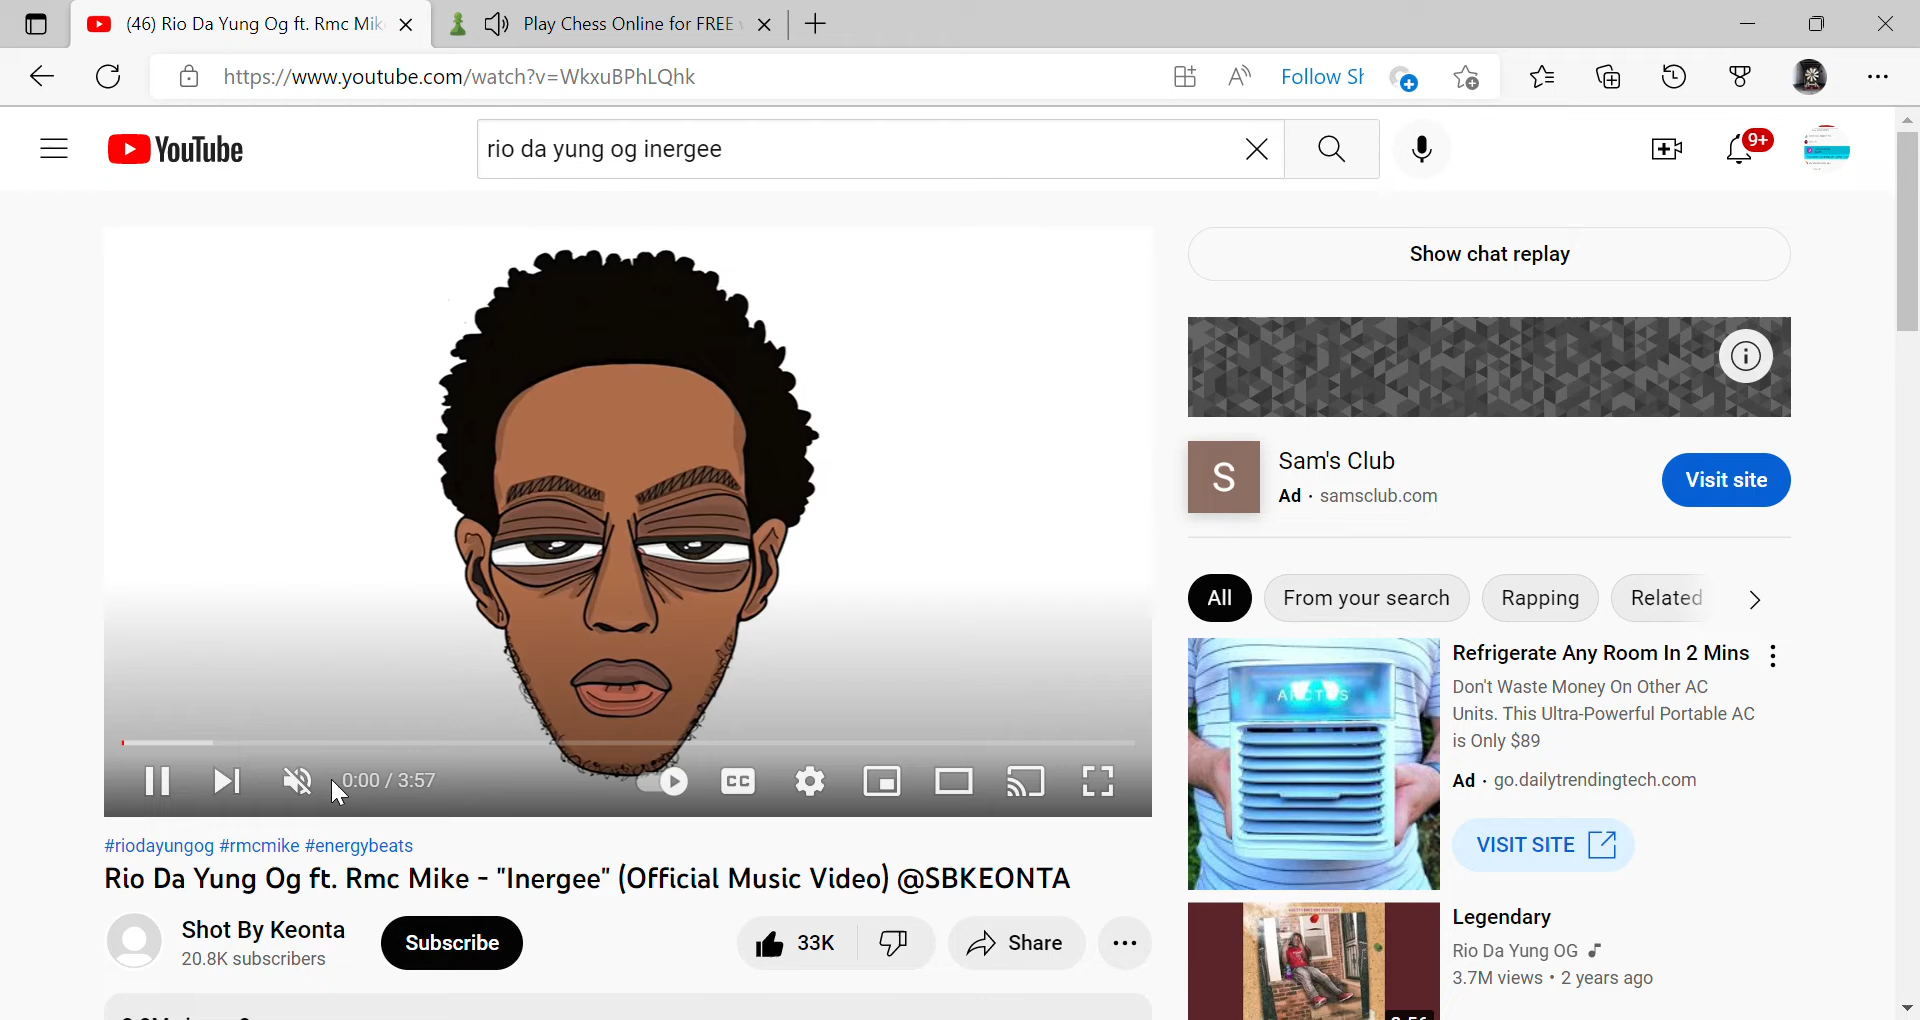 (46) Rio Da Yung Og ft. Rmc Mik
Play Chess Online for FREE
https://www.youtube.com/watch?v=WkxuBPhLQhk
Follow
YouTube
rio da yung og inergee
9+
Show chat replay
S
Sam's Club
Ad · samsclub.com
Visit site
All
From your search
Rapping
Related
ARCTOS
Refrigerate Any Room In 2 Mins
Don't Waste Money On Other AC
Units. This Ultra-Powerful Portable AC
is Only $89
Ad · go.dailytrendingtech.com
VISIT SITE
0:00 / 3:57
CC
#riodayungog #rmcmike #energybeats
Rio Da Yung Og ft. Rmc Mike - "Inergee" (Official Music Video) @SBKEONTA
Shot By Keonta
20.8K subscribers
Subscribe
33K
Share
Legendary
Rio Da Yung OG
3.7M views • 2 years ago